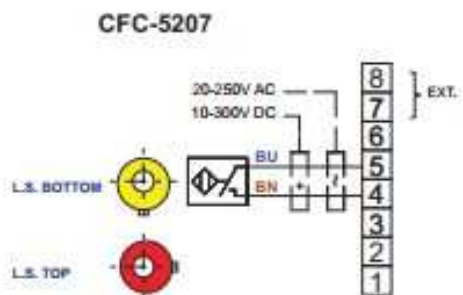 CFC-5207
20-250V AC
10-300V DC
8
7
EXT.
6
BU
5
L.S. BOTTOM
BN
4
3
2
L.S. TOP
1